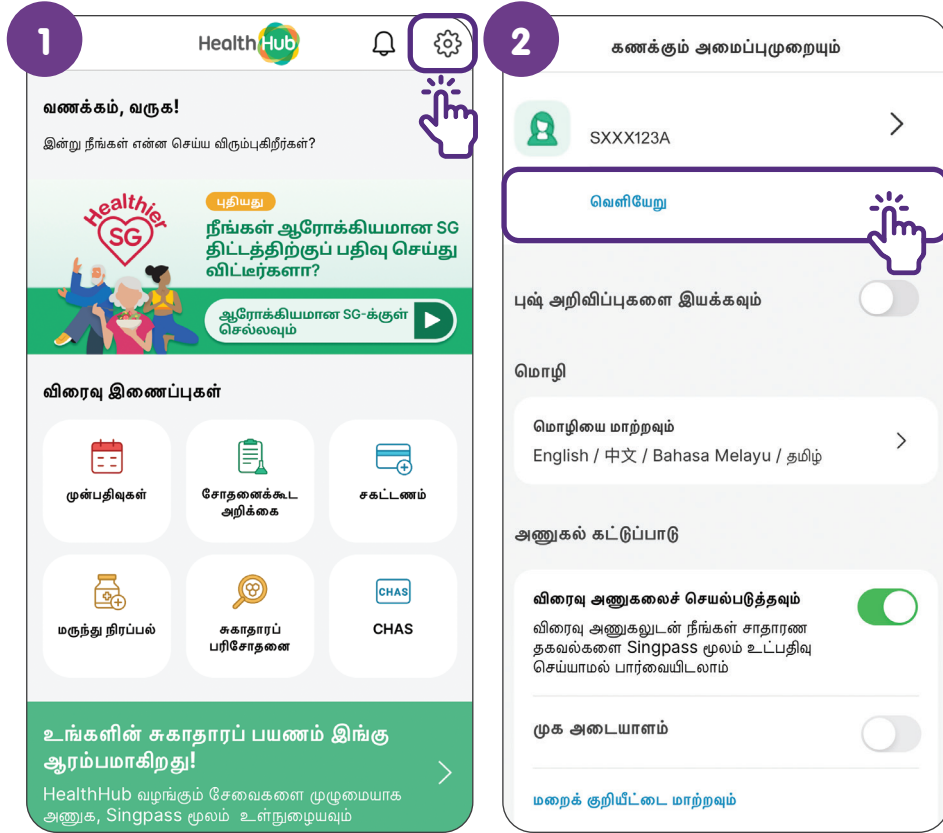 1
HealthHub
வணக்கம், வருக!
இன்று நீங்கள் என்ன செய்ய விரும்புகிறீர்கள்?
Healthier
SG
புதியது
நீங்கள் ஆரோக்கியமான SG
திட்டத்திற்குப் பதிவு செய்து
விட்டீர்களா?
ஆரோக்கியமான SG-க்குள்
செல்லவும்
விரைவு இணைப்புகள்
முன்பதிவுகள்
சோதனைக்கூட
அறிக்கை
சகட்டணம்
மருந்து நிரப்பல்
சுகாதாரப்
பரிசோதனை
CHAS
CHAS
உங்களின் சுகாதாரப் பயணம் இங்கு
ஆரம்பமாகிறது!
HealthHub வழங்கும் சேவைகளை முழுமையாக
அணுக, Singpass மூலம் உள்நுழையவும்
2
கணக்கும் அமைப்புமுறையும்
SXXX123A
வெளியேறு
புஷ் அறிவிப்புகளை இயக்கவும்
மொழி
மொழியை மாற்றவும்
English / 中文 / Bahasa Melayu / தமிழ்
அணுகல் கட்டுப்பாடு
விரைவு அணுகலைச் செயல்படுத்தவும்
விரைவு அணுகலுடன் நீங்கள் சாதாரண
தகவல்களை Singpass மூலம் உட்பதிவு
செய்யாமல் பார்வையிடலாம்
முக அடையாளம்
மறைக் குறியீட்டை மாற்றவும்